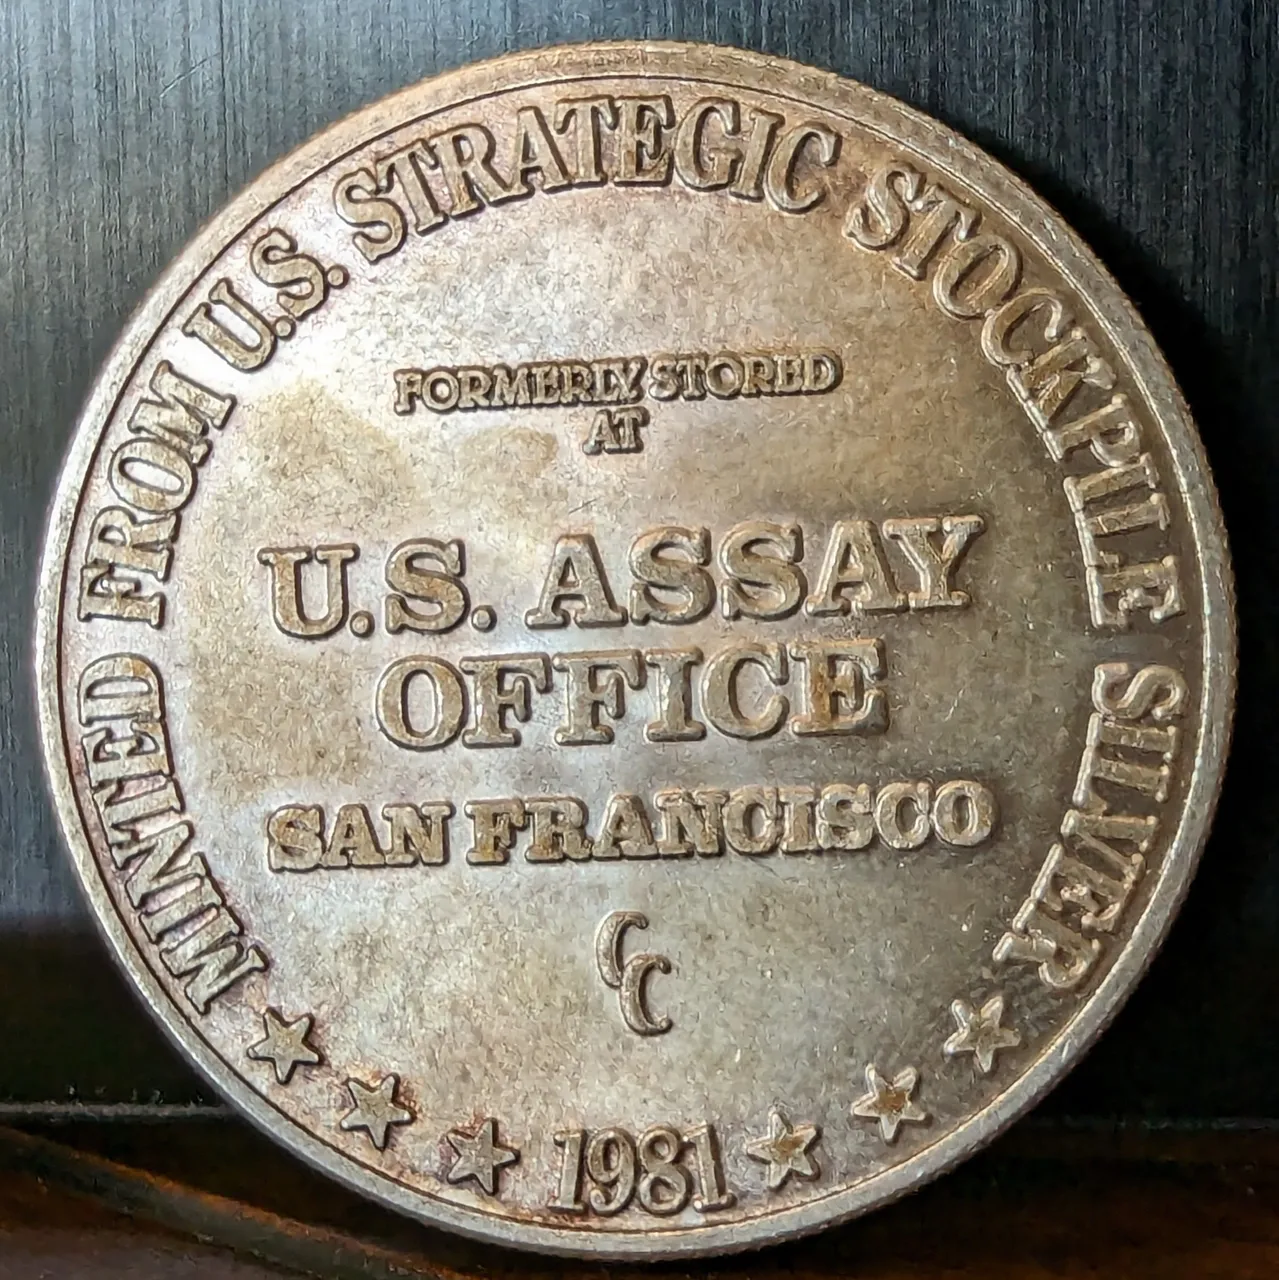 MINTED FROM U.S. STRATEGIC STOCKPILE SILVER
FORMERLY STORED
AT
U.S. ASSAY
OFFICE
SAN FRANCISCO
CC
1981